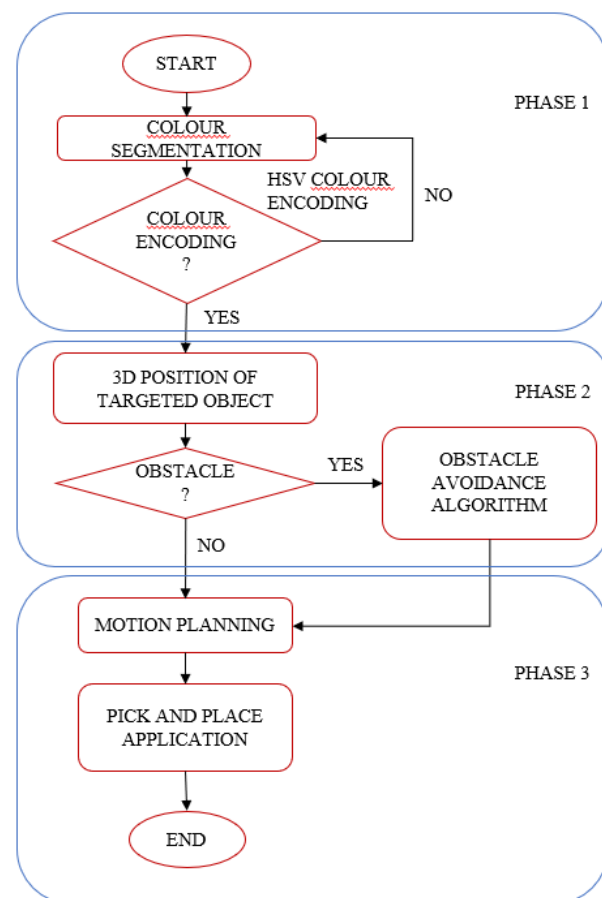 START
PHASE 1
COLOUR
SEGMENTATION
HSV COLOUR
ENCODING
NO
COLOUR
ENCODING
?
YES
3D POSITION OF
TARGETED OBJECT
PHASE 2
OBSTACLE
?
YES
OBSTACLE
AVOIDANCE
ALGORITHM
NO
MOTION PLANNING
PHASE 3
PICK AND PLACE
APPLICATION
END